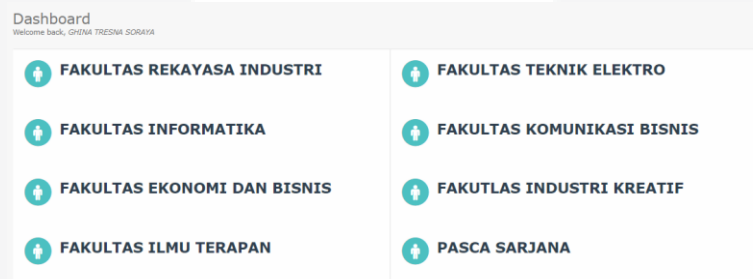 Dashboard
Welcome back, GHINA TRESNA SORAYA
FAKULTAS REKAYASA INDUSTRI
FAKULTAS TEKNIK ELEKTRO
FAKULTAS INFORMATIKA
FAKULTAS KOMUNIKASI BISNIS
FAKULTAS EKONOMI DAN BISNIS
FAKUTLAS INDUSTRI KREATIF
FAKULTAS ILMU TERAPAN
PASCA SARJANA